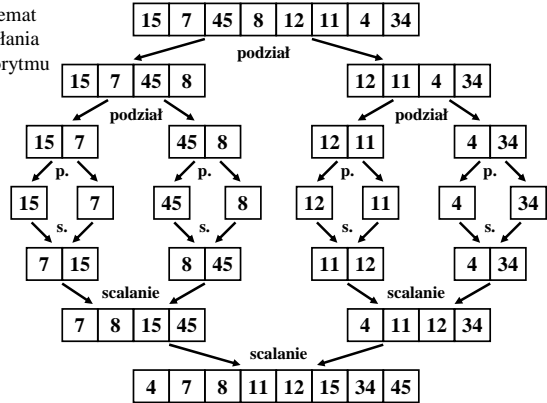 15 7 45 8 12 11 4 34
podział
15 7 45 8 12 11 4 34
podział podział
15 7 45 8 12 11 4 34
p. p. p. p.
15 7 45 8 12 11 4 34
s. s. s. s.
7 15 8 45 11 12 4 34
scalanie scalanie
7 8 15 45 4 11 12 34
scalanie
4 7 8 11 12 15 34 45